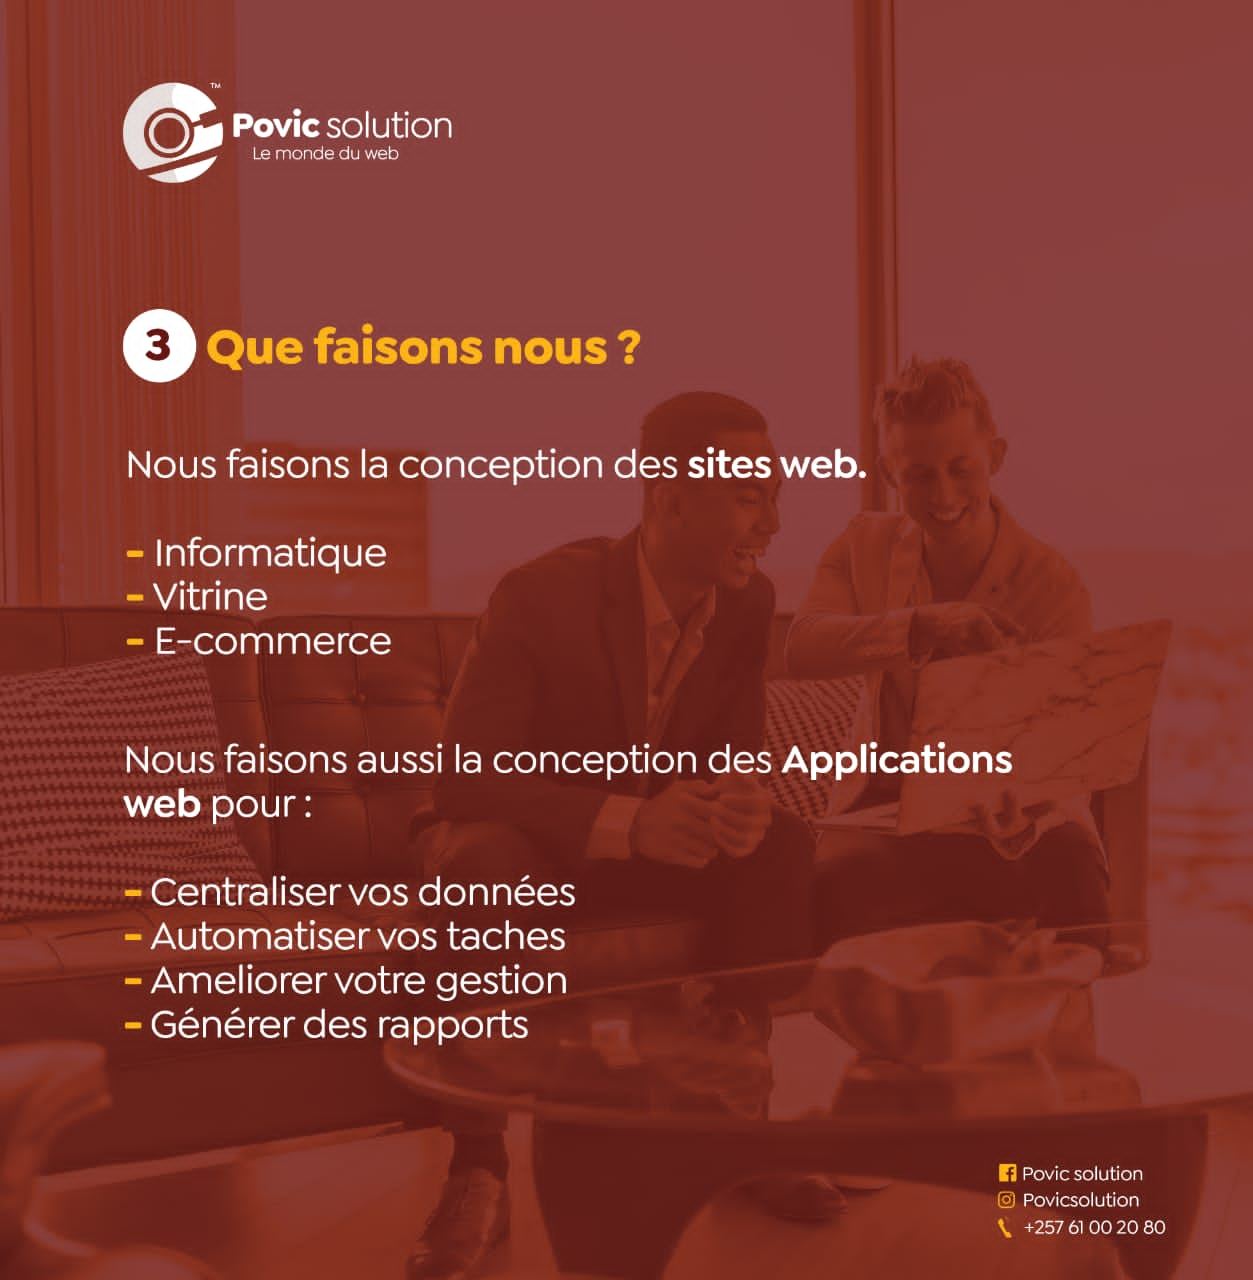 ™
Povic solution
Le monde du web
3 Que faisons nous ?
Nous faisons la conception des sites web.
- Informatique
- Vitrine
- E-commerce
Nous faisons aussi la conception des Applications
web pour :
- Centraliser vos données
- Automatiser vos taches
- Ameliorer votre gestion
- Générer des rapports
Povic solution
Povicsolution
+257 61 00 20 80